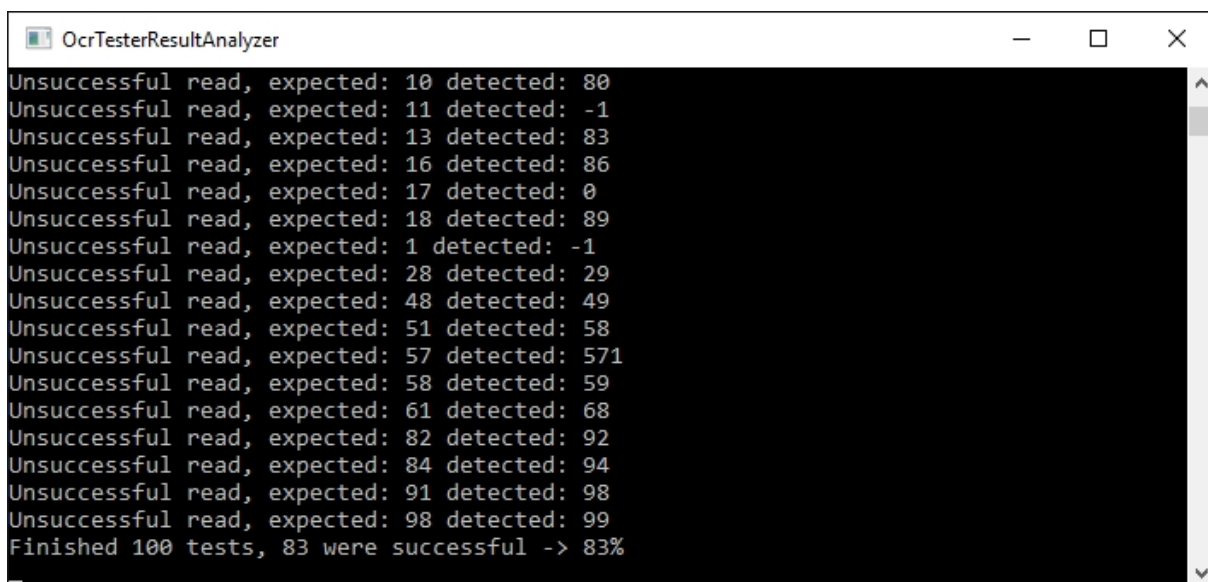 OcrTesterResultAnalyzer
Unsuccessful read, expected: 10 detected: 80
Unsuccessful read, expected: 11 detected: -1
Unsuccessful read, expected: 13 detected: 83
Unsuccessful read, expected: 16 detected: 86
Unsuccessful read, expected: 17 detected: 0
Unsuccessful read, expected: 18 detected: 89
Unsuccessful read, expected: 1 detected: -1
Unsuccessful read, expected: 28 detected: 29
Unsuccessful read, expected: 48 detected: 49
Unsuccessful read, expected: 51 detected: 58
Unsuccessful read, expected: 57 detected: 571
Unsuccessful read, expected: 58 detected: 59
Unsuccessful read, expected: 61 detected: 68
Unsuccessful read, expected: 82 detected: 92
Unsuccessful read, expected: 84 detected: 94
Unsuccessful read, expected: 91 detected: 98
Unsuccessful read, expected: 98 detected: 99
Finished 100 tests, 83 were successful -> 83%